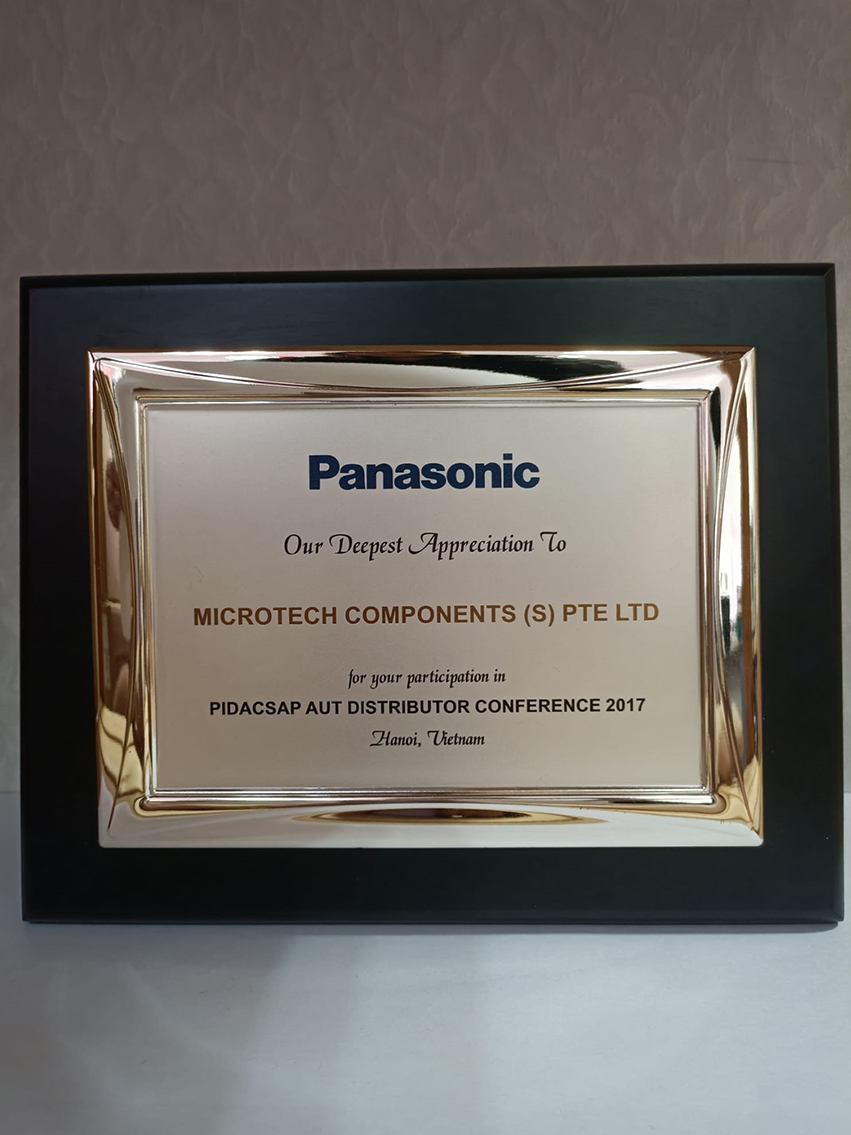 Panasonic
Our Deepest Appreciation To
MICROTECH COMPONENTS (S) PTE LTD
for your participation in
PIDACSAP AUT DISTRIBUTOR CONFERENCE 2017
Hanoi, Vietnam